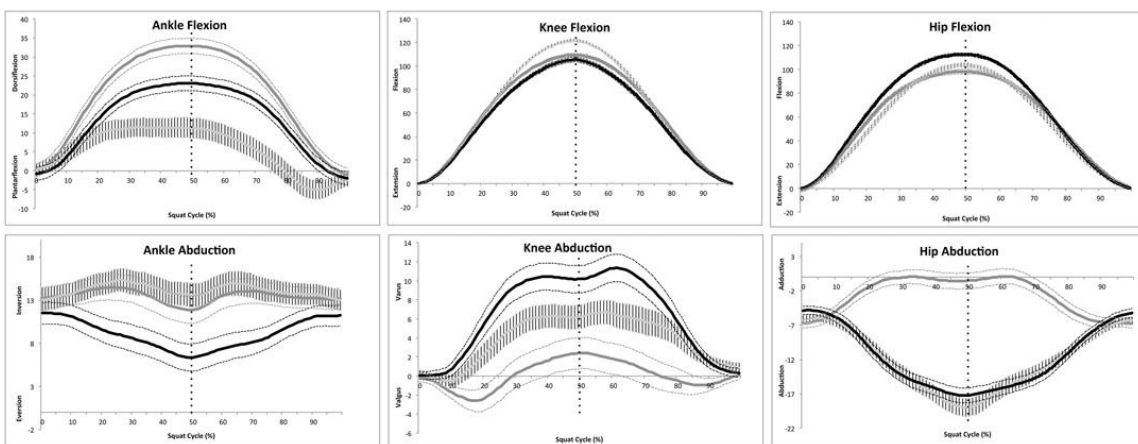 Ankle Flexion
Dorsiflexion
Plantarflexion
40
35
30
25
20
15
10
5
0
-5
-10
0 10 20 30 40 50 60 70 80 90
Squat Cycle (%)
Knee Flexion
Flexion
Extension
140
120
100
80
60
40
20
0
-20
0 10 20 30 40 50 60 70 80 90
Squat Cycle (%)
Hip Flexion
Flexion
Extension
140
120
100
80
60
40
20
0
-20
0 10 20 30 40 50 60 70 80 90
Squat Cycle (%)
Ankle Abduction
Inversion
Eversion
18
13
8
3
-2
0 10 20 30 40 50 60 70 80 90
Squat Cycle (%)
Knee Abduction
Varus
Valgus
14
12
10
8
6
4
2
0
-2
-4
-6
0 10 20 30 40 50 60 70 80 90
Squat Cycle (%)
Hip Abduction
Adduction
Abduction
3
-2
-7
-12
-17
-22
0 10 20 30 40 50 60 70 80 90
Squat Cycle (%)